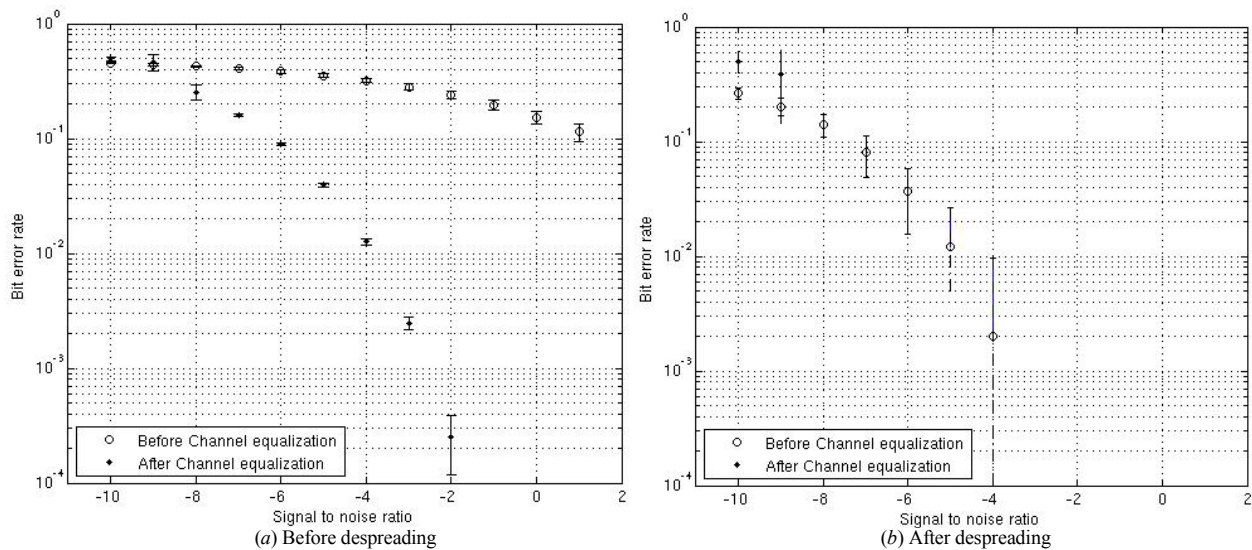 10^0
10^-1
10^-2
10^-3
10^-4
Bit error rate
Before Channel equalization
After Channel equalization
-10 -8 -6 -4 -2 0 2
Signal to noise ratio
(a) Before despreading
10^0
10^-1
10^-2
10^-3
10^-4
Bit error rate
Before Channel equalization
After Channel equalization
-10 -8 -6 -4 -2 0 2
Signal to noise ratio
(b) After despreading